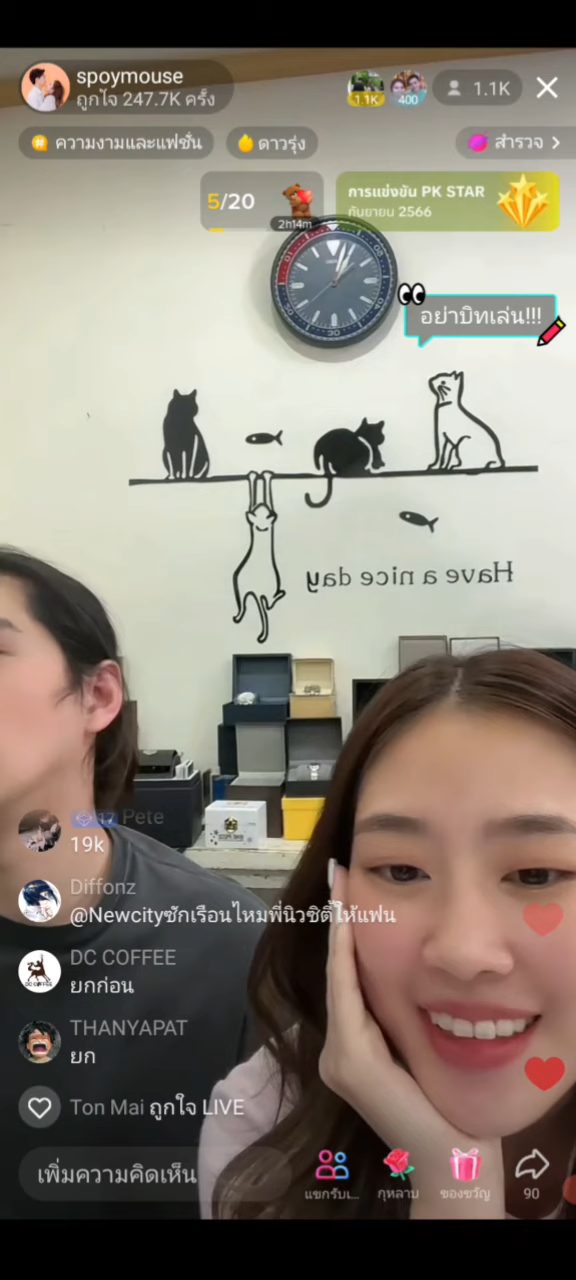 spoymouse
ถูกใจ 247.7K ครั้ง
1.1K
400
1.1K
ความงามและแฟชั่น
ดาวรุ่ง
สำรวจ >
5/20
2h14m
การแข่งขัน PK STAR
กันยายน 2566
อย่าบิทเล่น!!!
Have a nice day
17 Pete
19k
Diffonz
@Newcityซักเรือนไหมพี่นิวซิตี้ให้แฟน
DC COFFEE
ยกก่อน
THANYAPAT
ยก
Ton Mai ถูกใจ LIVE
เพิ่มความคิดเห็น
แขกรับเ...
กุหลาบ
ของขวัญ
90